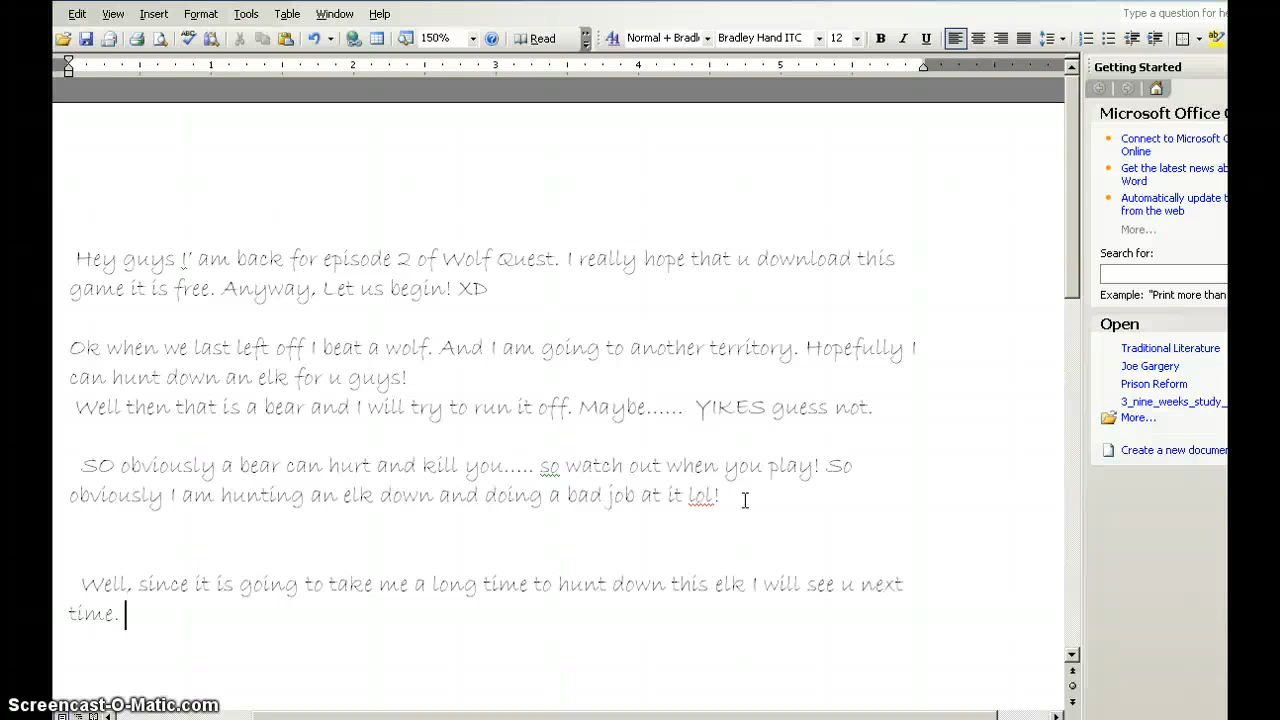 Edit View Insert Format Tools Table Window Help Type a question for he
150% Read Normal + Bradl Bradley Hand ITC 12 B I U
1 2 3 4 5
Getting Started
Microsoft Office
Connect to Microsoft
Online
Get the latest news ab
Word
Automatically update t
from the web
More...
Search for:
Example: "Print more than
Open
Traditional Literature
Joe Gargery
Prison Reform
3_nine_weeks_study_
More...
Create a new documen
Hey guys I' am back for episode 2 of Wolf Quest. I really hope that u download this
game it is free. Anyway, Let us begin! XD
Ok when we last left off I beat a wolf. And I am going to another territory. Hopefully I
can hunt down an elk for u guys!
Well then that is a bear and I will try to run it off. Maybe...... YIKES guess not.
SO obviously a bear can hurt and kill you..... so watch out when you play! So
obviously I am hunting an elk down and doing a bad job at it lol!
Well, since it is going to take me a long time to hunt down this elk I will see u next
time.
Screencast-O-Matic.com